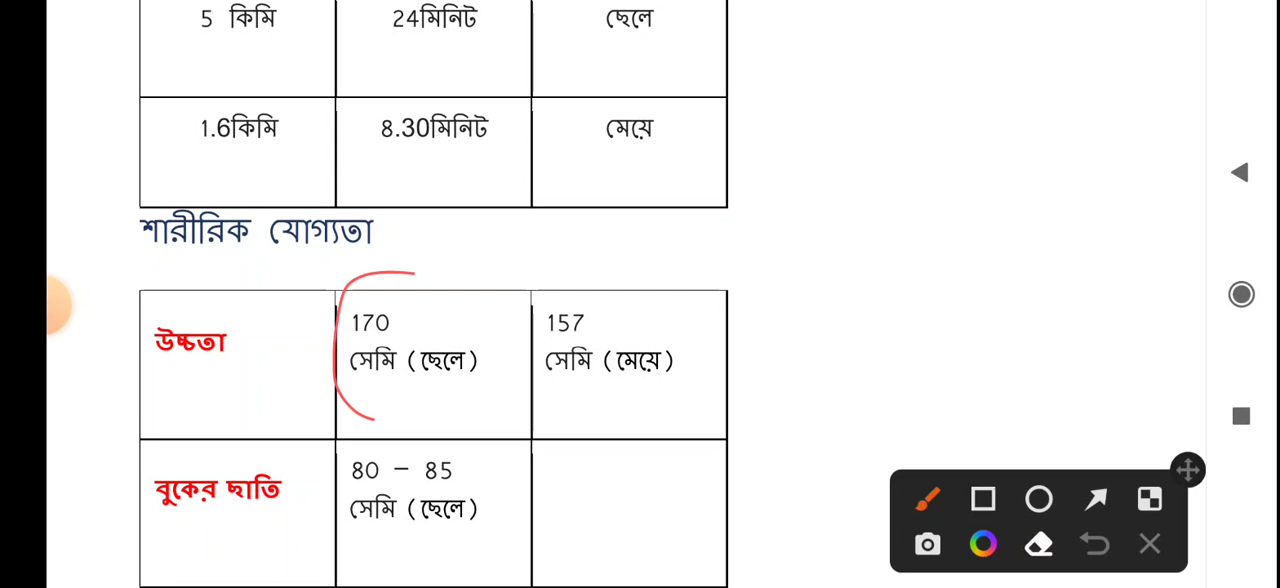 5 কিমি 24মিনিট ছেলে
1.6কিমি 8.30মিনিট মেয়ে
শারীরিক যোগ্যতা
উচ্চতা
170
সেমি (ছেলে)
157
সেমি (মেয়ে)
বুকের ছাতি
80 – 85
সেমি (ছেলে)